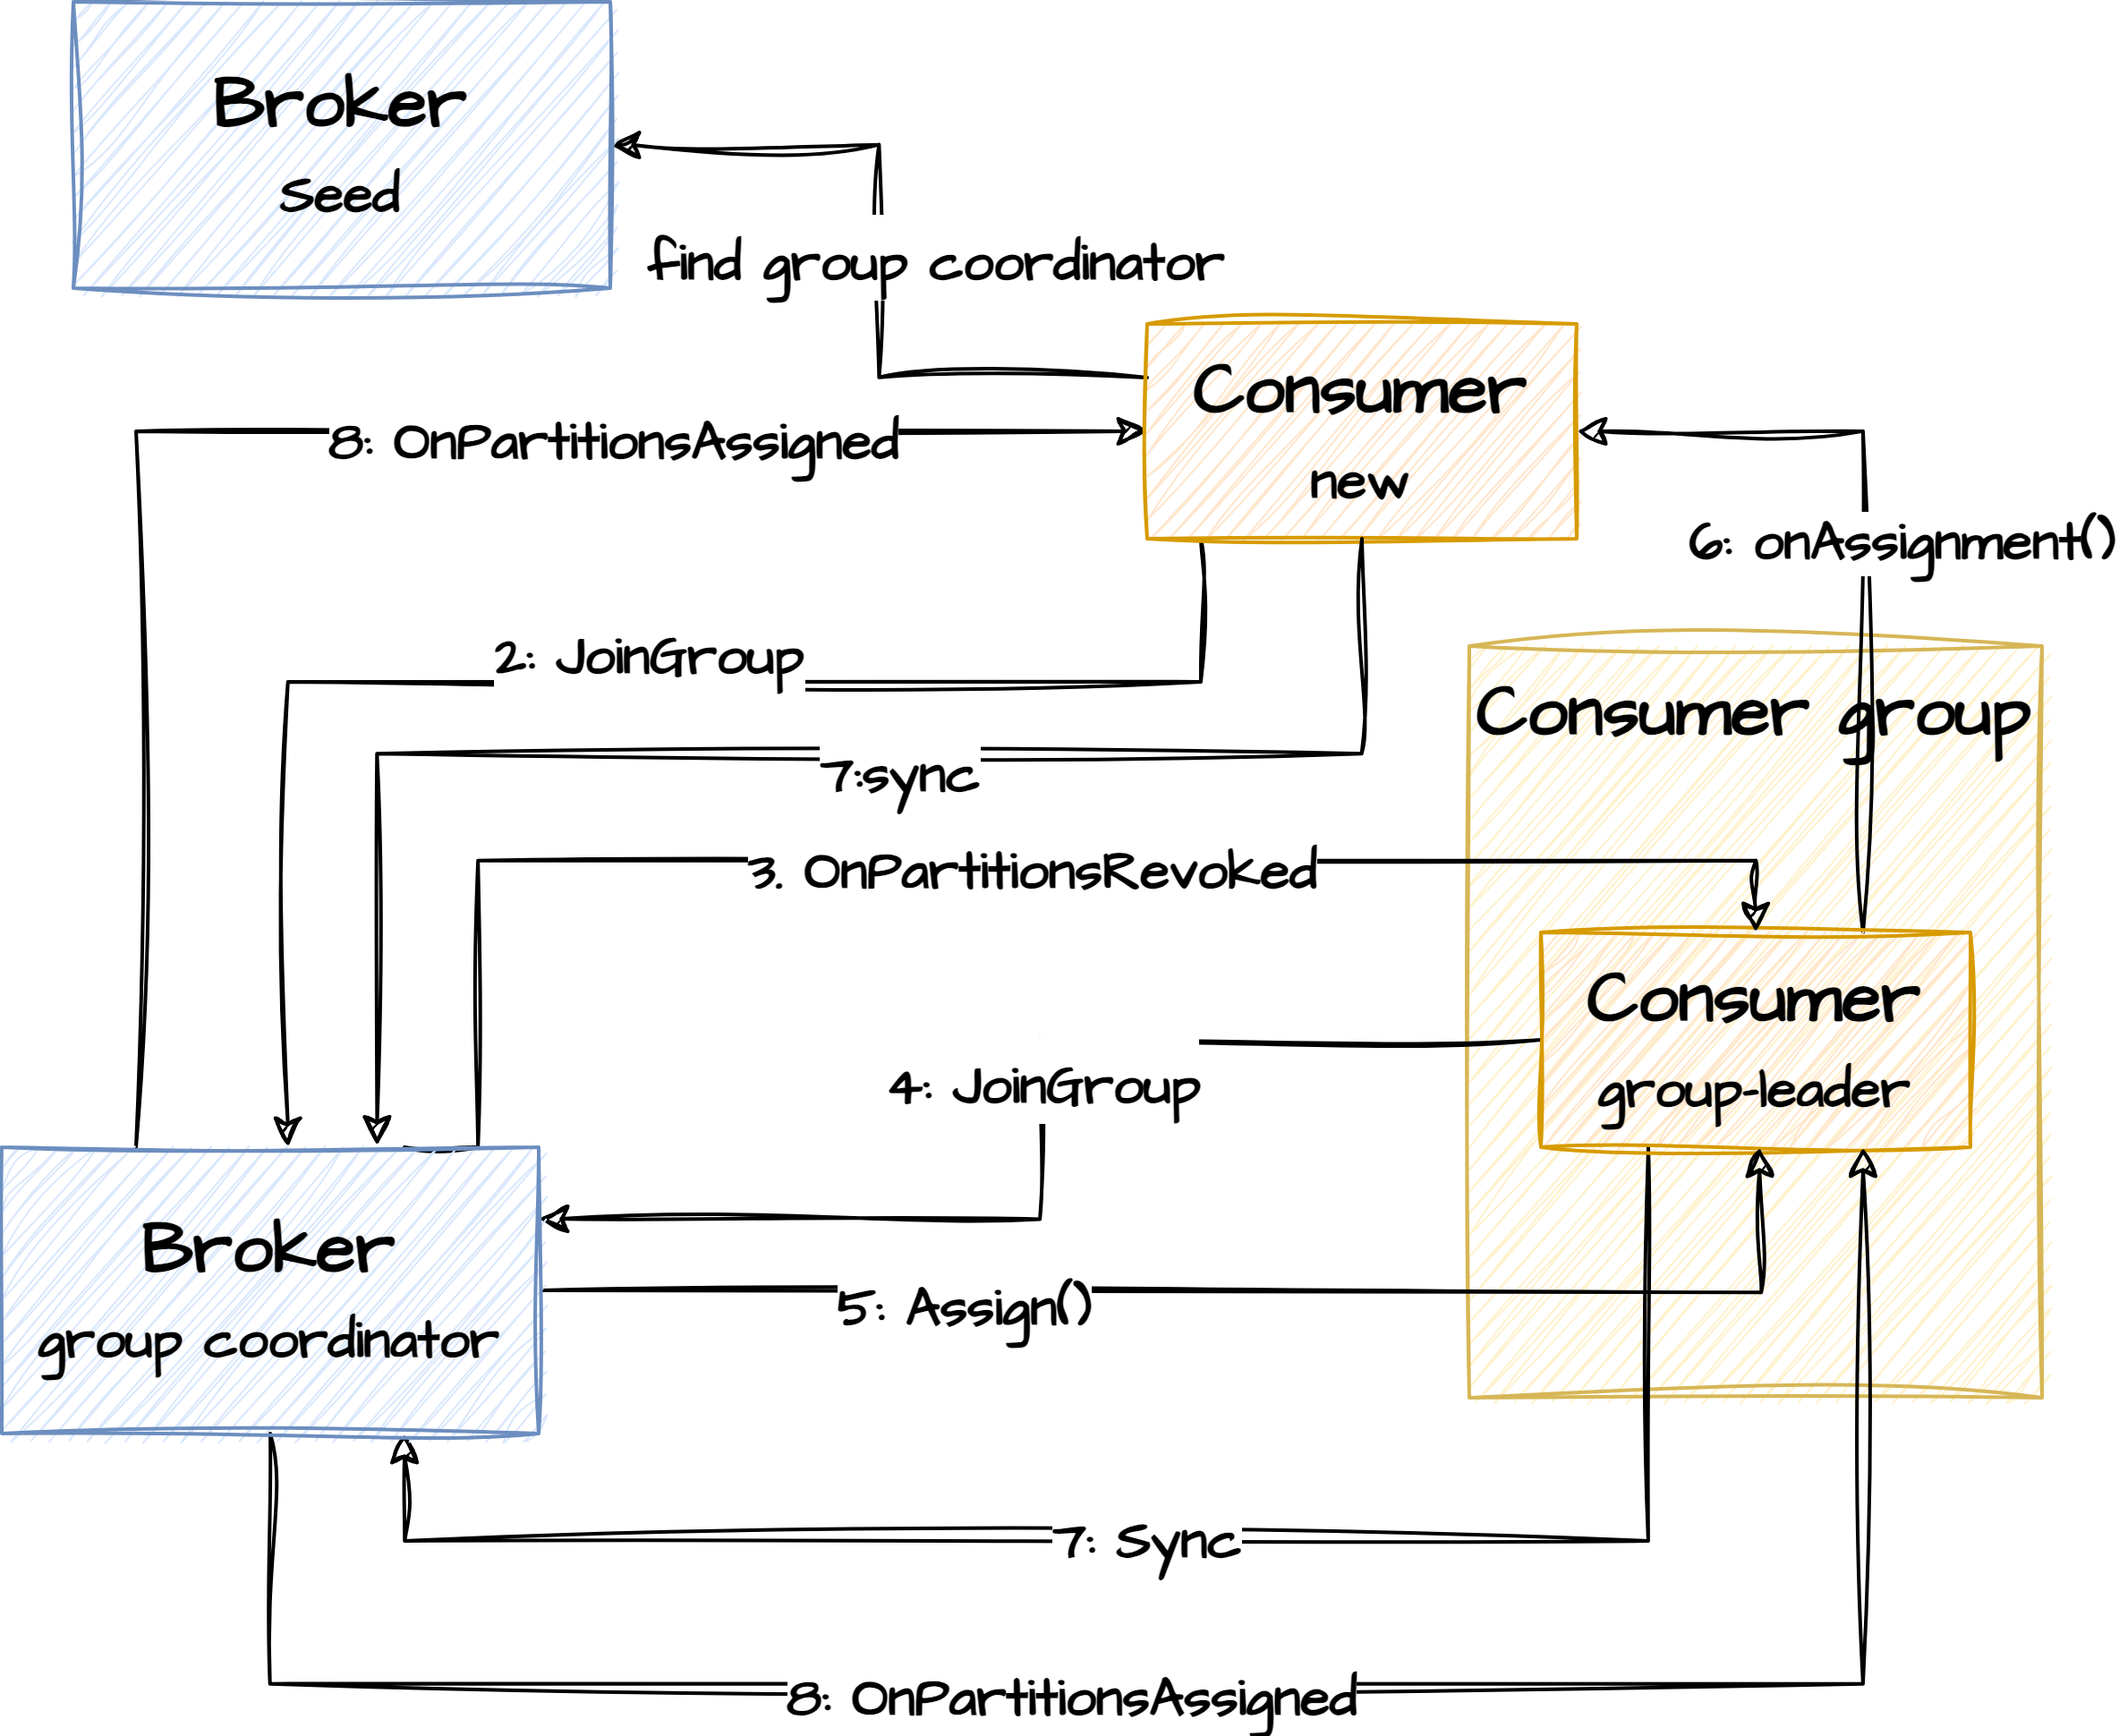 Broker
Seed
find group coordinator
Consumer
new
8: OnPartitionsAssigned
6: onAssignment()
2: JoinGroup
Consumer group
7:sync
3. OnPartitionsRevoked
Consumer
group-leader
4: JoinGroup
Broker
group coordinator
5: Assign()
7: Sync
8: OnPartitionsAssigned